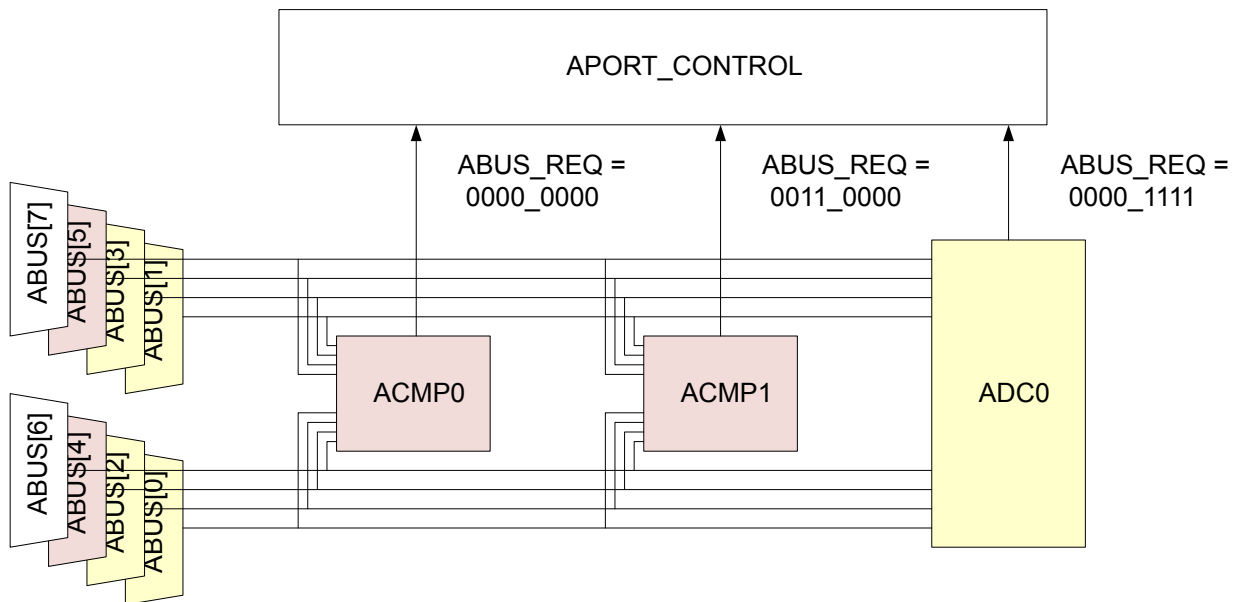 APORT_CONTROL
ABUS_REQ =
0000_0000
ABUS_REQ =
0011_0000
ABUS_REQ =
0000_1111
ABUS[7]
ABUS[5]
ABUS[3]
ABUS[1]
ACMP0
ACMP1
ADC0
ABUS[6]
ABUS[4]
ABUS[2]
ABUS[0]